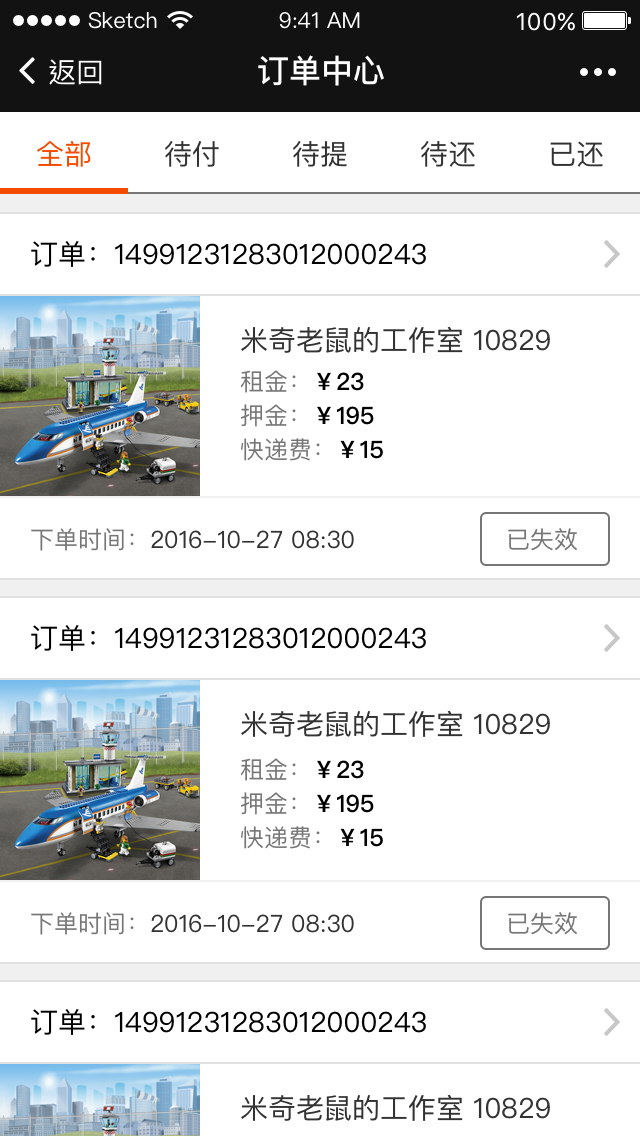 Sketch 9:41 AM 100%
返回 订单中心
全部 待付 待提 待还 已还
订单：14991231283012000243
米奇老鼠的工作室 10829
租金：￥23
押金：￥195
快递费：￥15
下单时间：2016-10-27 08:30 已失效
订单：14991231283012000243
米奇老鼠的工作室 10829
租金：￥23
押金：￥195
快递费：￥15
下单时间：2016-10-27 08:30 已失效
订单：14991231283012000243
米奇老鼠的工作室 10829